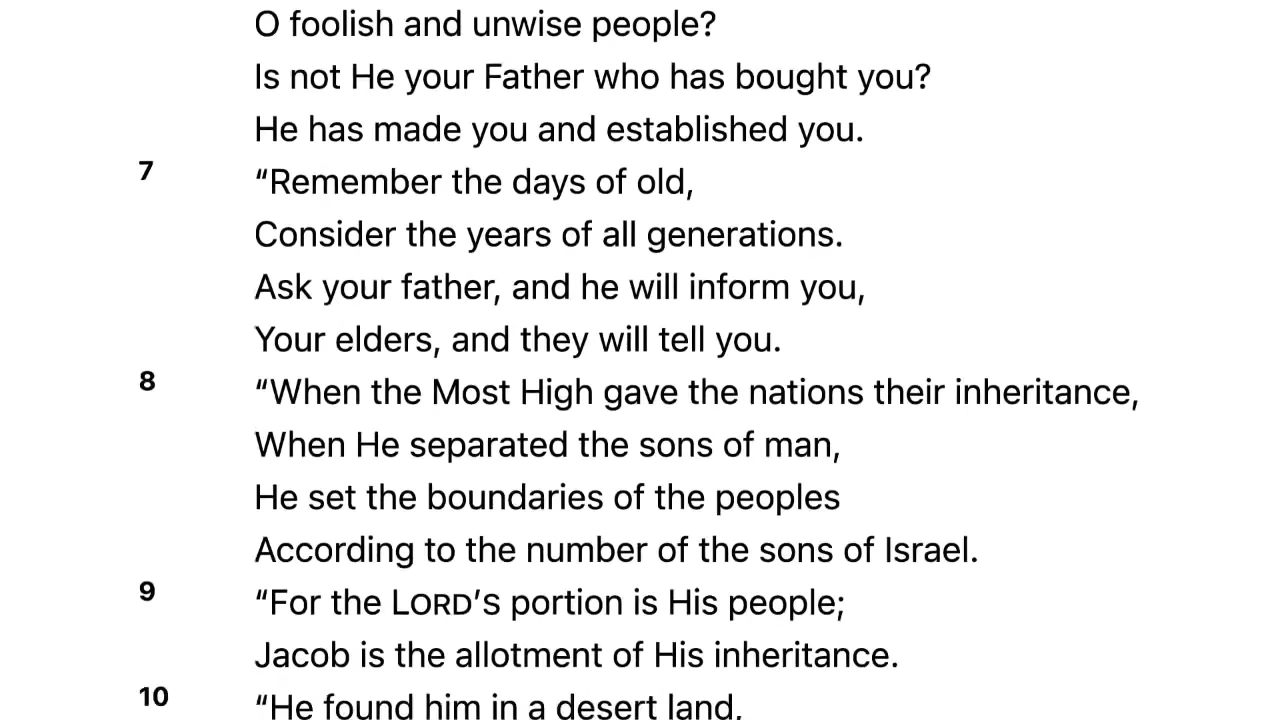 O foolish and unwise people?
Is not He your Father who has bought you?
He has made you and established you.
7 “Remember the days of old,
Consider the years of all generations.
Ask your father, and he will inform you,
Your elders, and they will tell you.
8 “When the Most High gave the nations their inheritance,
When He separated the sons of man,
He set the boundaries of the peoples
According to the number of the sons of Israel.
9 “For the LORD’S portion is His people;
Jacob is the allotment of His inheritance.
10 “He found him in a desert land,